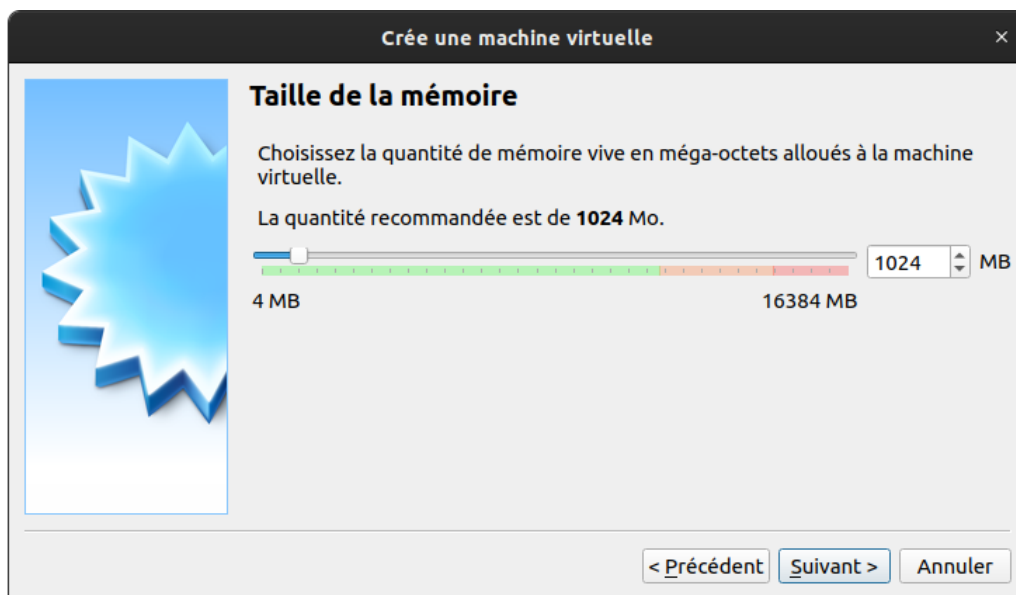 Crée une machine virtuelle
Taille de la mémoire
Choisissez la quantité de mémoire vive en méga-octets alloués à la machine
virtuelle.
La quantité recommandée est de 1024 Mo.
1024 MB
4 MB 16384 MB
< Précédent Suivant > Annuler